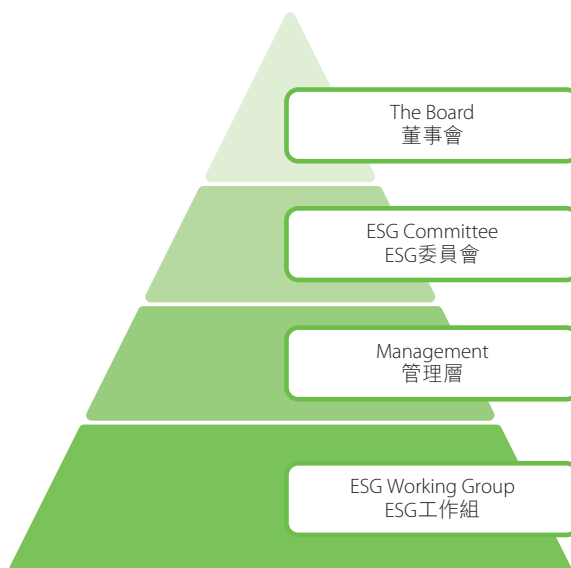 The Board
董事會
ESG Committee
ESG委員會
Management
管理層
ESG Working Group
ESG工作組